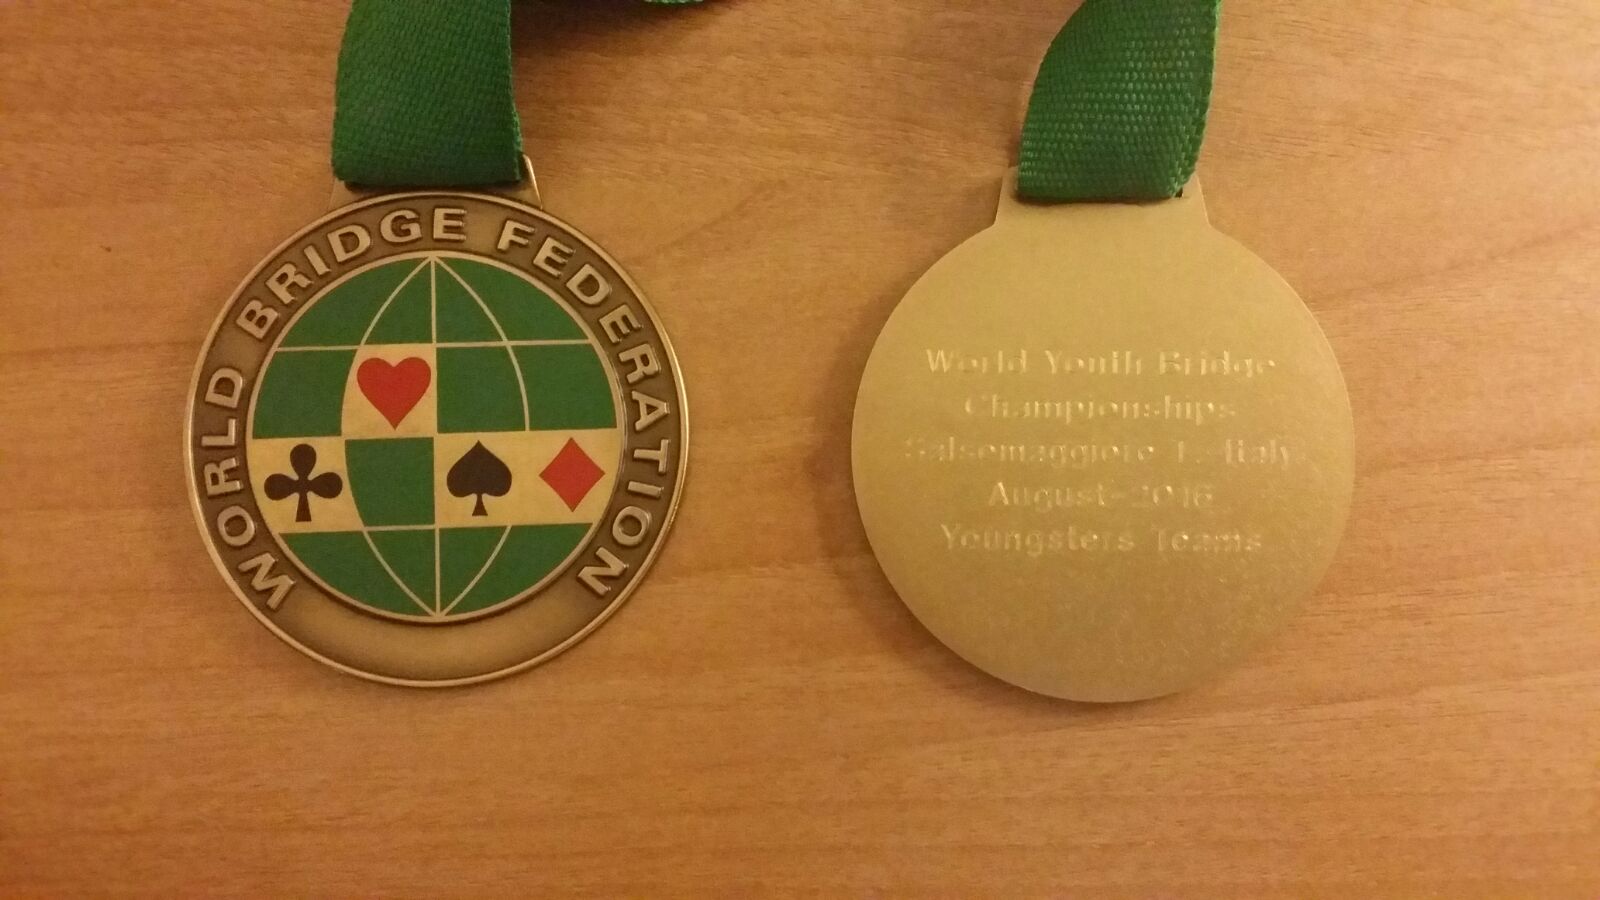 WORLD BRIDGE FEDERATION
World Youth Bridge
Championships
Salsomaggiore T.-Italy
August-2016
Youngsters Teams